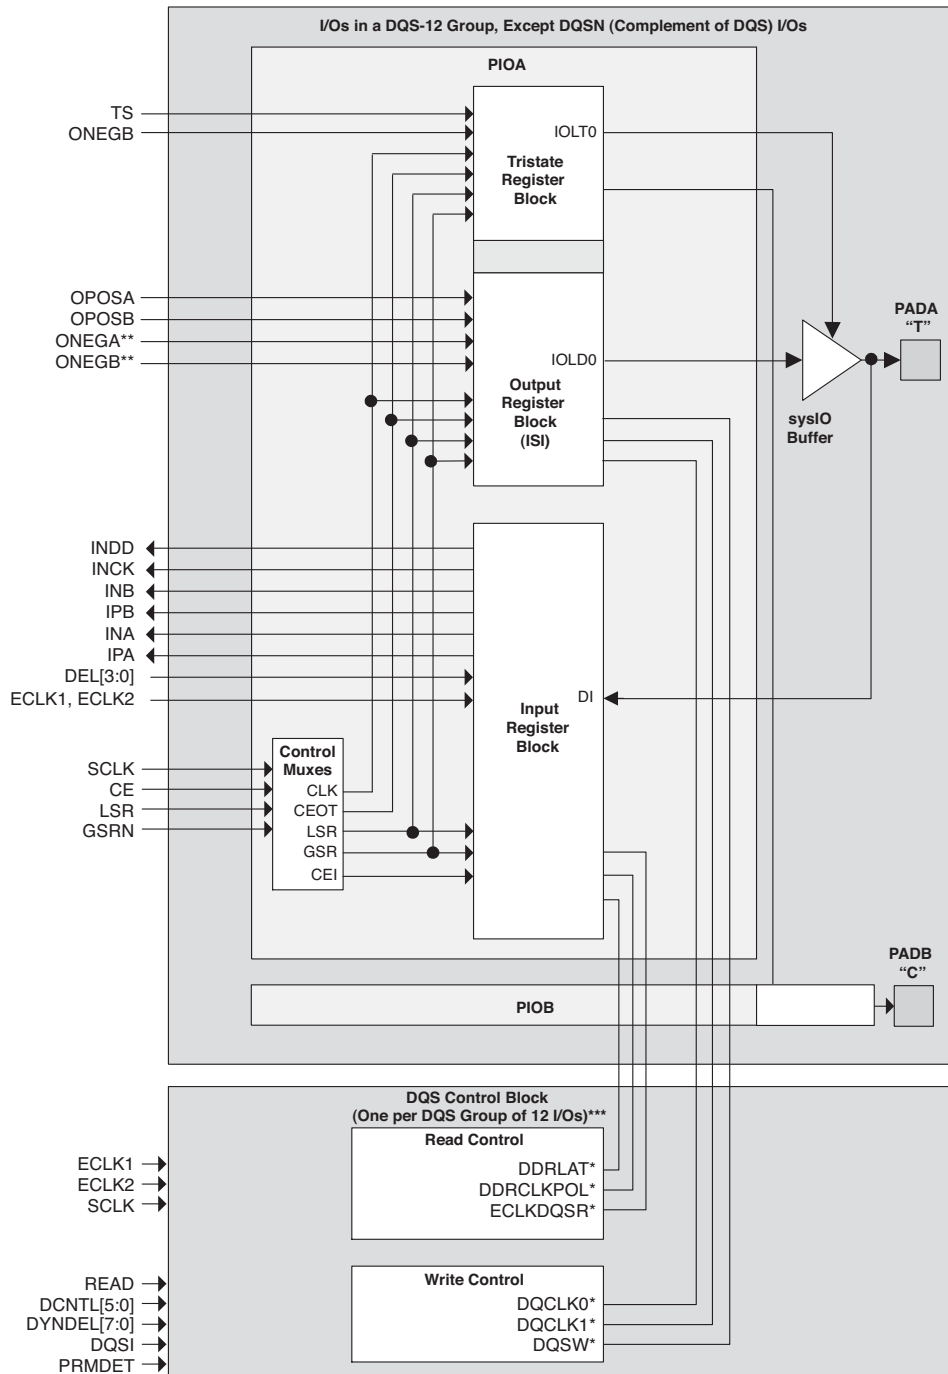 I/Os in a DQS-12 Group, Except DQSN (Complement of DQS) I/Os
PIOA
TS
ONEGB
IOLT0
Tristate
Register
Block
OPOSA
OPOSB
ONEGA**
ONEGB**
IOLD0
Output
Register
Block
(ISI)
PADA
“T”
sysIO
Buffer
INDD
INCK
INB
IPB
INA
IPA
DEL[3:0]
ECLK1, ECLK2
DI
Input
Register
Block
SCLK
CE
LSR
GSRN
Control
Muxes
CLK
CEOT
LSR
GSR
CEI
PADB
“C”
PIOB
DQS Control Block
(One per DQS Group of 12 I/Os)***
Read Control
DDRLAT*
DDRCLKPOL*
ECLKDQSR*
ECLK1
ECLK2
SCLK
Write Control
DQCLK0*
DQCLK1*
DQSW*
READ
DCNTL[5:0]
DYNDEL[7:0]
DQSI
PRMDET